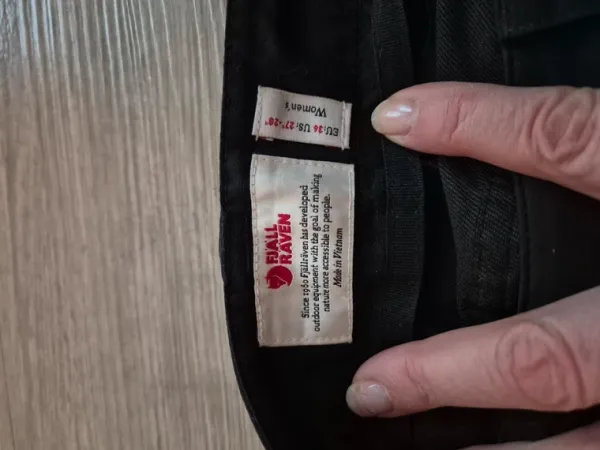 Women's
EU: 36 US: 27"-28"
FJÄLL
RÄVEN
Since 1960 Fjällräven has developed
outdoor equipment with the goal of making
nature more accessible to people.
Made in Vietnam